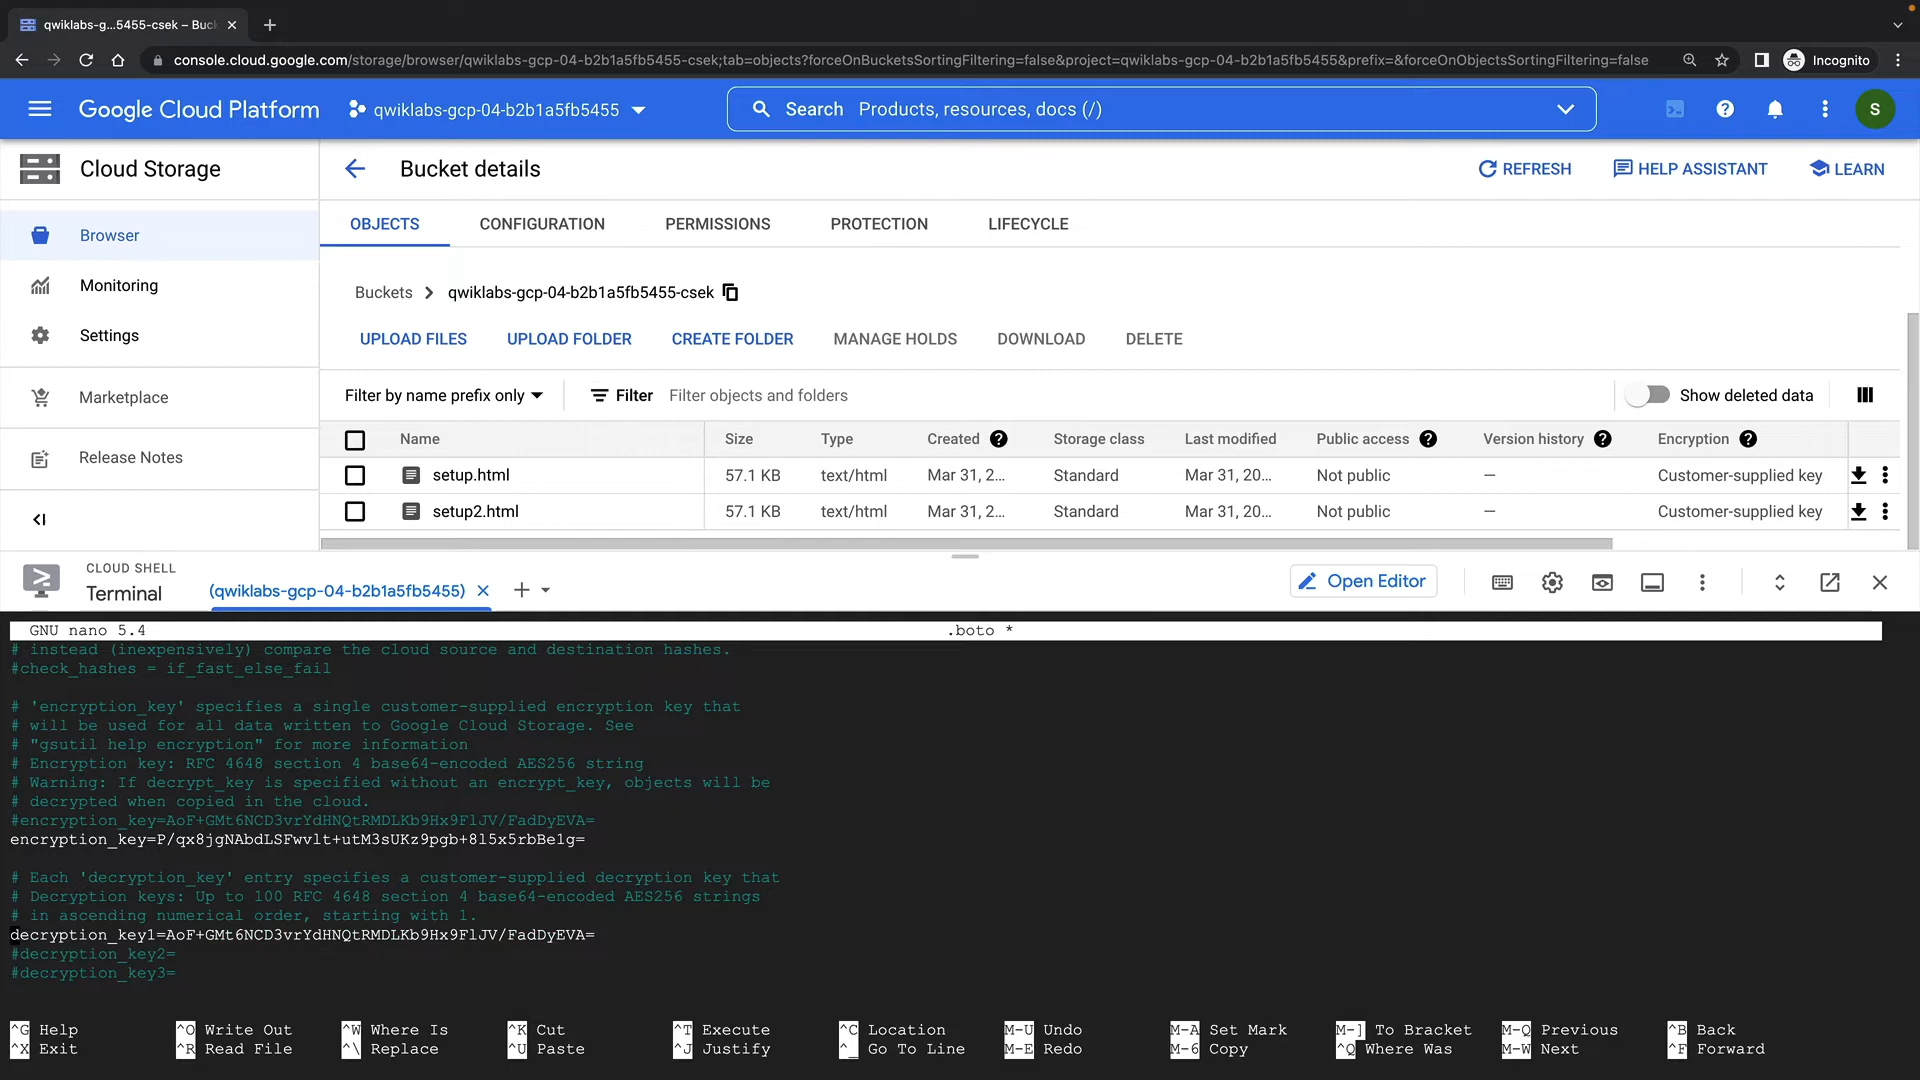 qwiklabs-g...5455-csek – Buck
console.cloud.google.com/storage/browser/qwiklabs-gcp-04-b2b1a5fb5455-csek;tab=objects?forceOnBucketsSortingFiltering=false&project=qwiklabs-gcp-04-b2b1a5fb5455&prefix=&forceOnObjectsSortingFiltering=false
Incognito
Google Cloud Platform
qwiklabs-gcp-04-b2b1a5fb5455
Search Products, resources, docs (/)
S
Cloud Storage
Bucket details
REFRESH
HELP ASSISTANT
LEARN
Browser
Monitoring
Settings
Marketplace
Release Notes
OBJECTS CONFIGURATION PERMISSIONS PROTECTION LIFECYCLE
Buckets > qwiklabs-gcp-04-b2b1a5fb5455-csek
UPLOAD FILES UPLOAD FOLDER CREATE FOLDER MANAGE HOLDS DOWNLOAD DELETE
Filter by name prefix only Filter Filter objects and folders Show deleted data
Name Size Type Created Storage class Last modified Public access Version history Encryption
setup.html 57.1 KB text/html Mar 31, 2... Standard Mar 31, 20... Not public — Customer-supplied key
setup2.html 57.1 KB text/html Mar 31, 2... Standard Mar 31, 20... Not public — Customer-supplied key
CLOUD SHELL
Terminal
(qwiklabs-gcp-04-b2b1a5fb5455)
Open Editor
GNU nano 5.4 .boto *
# instead (inexpensively) compare the cloud source and destination hashes.
#check_hashes = if_fast_else_fail
# 'encryption_key' specifies a single customer-supplied encryption key that
# will be used for all data written to Google Cloud Storage. See
# "gsutil help encryption" for more information
# Encryption key: RFC 4648 section 4 base64-encoded AES256 string
# Warning: If decrypt_key is specified without an encrypt_key, objects will be
# decrypted when copied in the cloud.
#encryption_key=AoF+GMt6NCD3vrYdHNQtRMDLKb9Hx9FlJV/FadDyEVA=
encryption_key=P/qx8jgNAbdLSFwvlt+utM3sUKz9pgb+8l5x5rbBe1g=
# Each 'decryption_key' entry specifies a customer-supplied decryption key that
# Decryption keys: Up to 100 RFC 4648 section 4 base64-encoded AES256 strings
# in ascending numerical order, starting with 1.
decryption_key1=AoF+GMt6NCD3vrYdHNQtRMDLKb9Hx9FlJV/FadDyEVA=
#decryption_key2=
#decryption_key3=
^G Help ^O Write Out ^W Where Is ^K Cut ^T Execute ^C Location M-U Undo M-A Set Mark M-] To Bracket M-Q Previous ^B Back
^X Exit ^R Read File ^\ Replace ^U Paste ^J Justify ^_ Go To Line M-E Redo M-6 Copy ^Q Where Was M-W Next ^F Forward